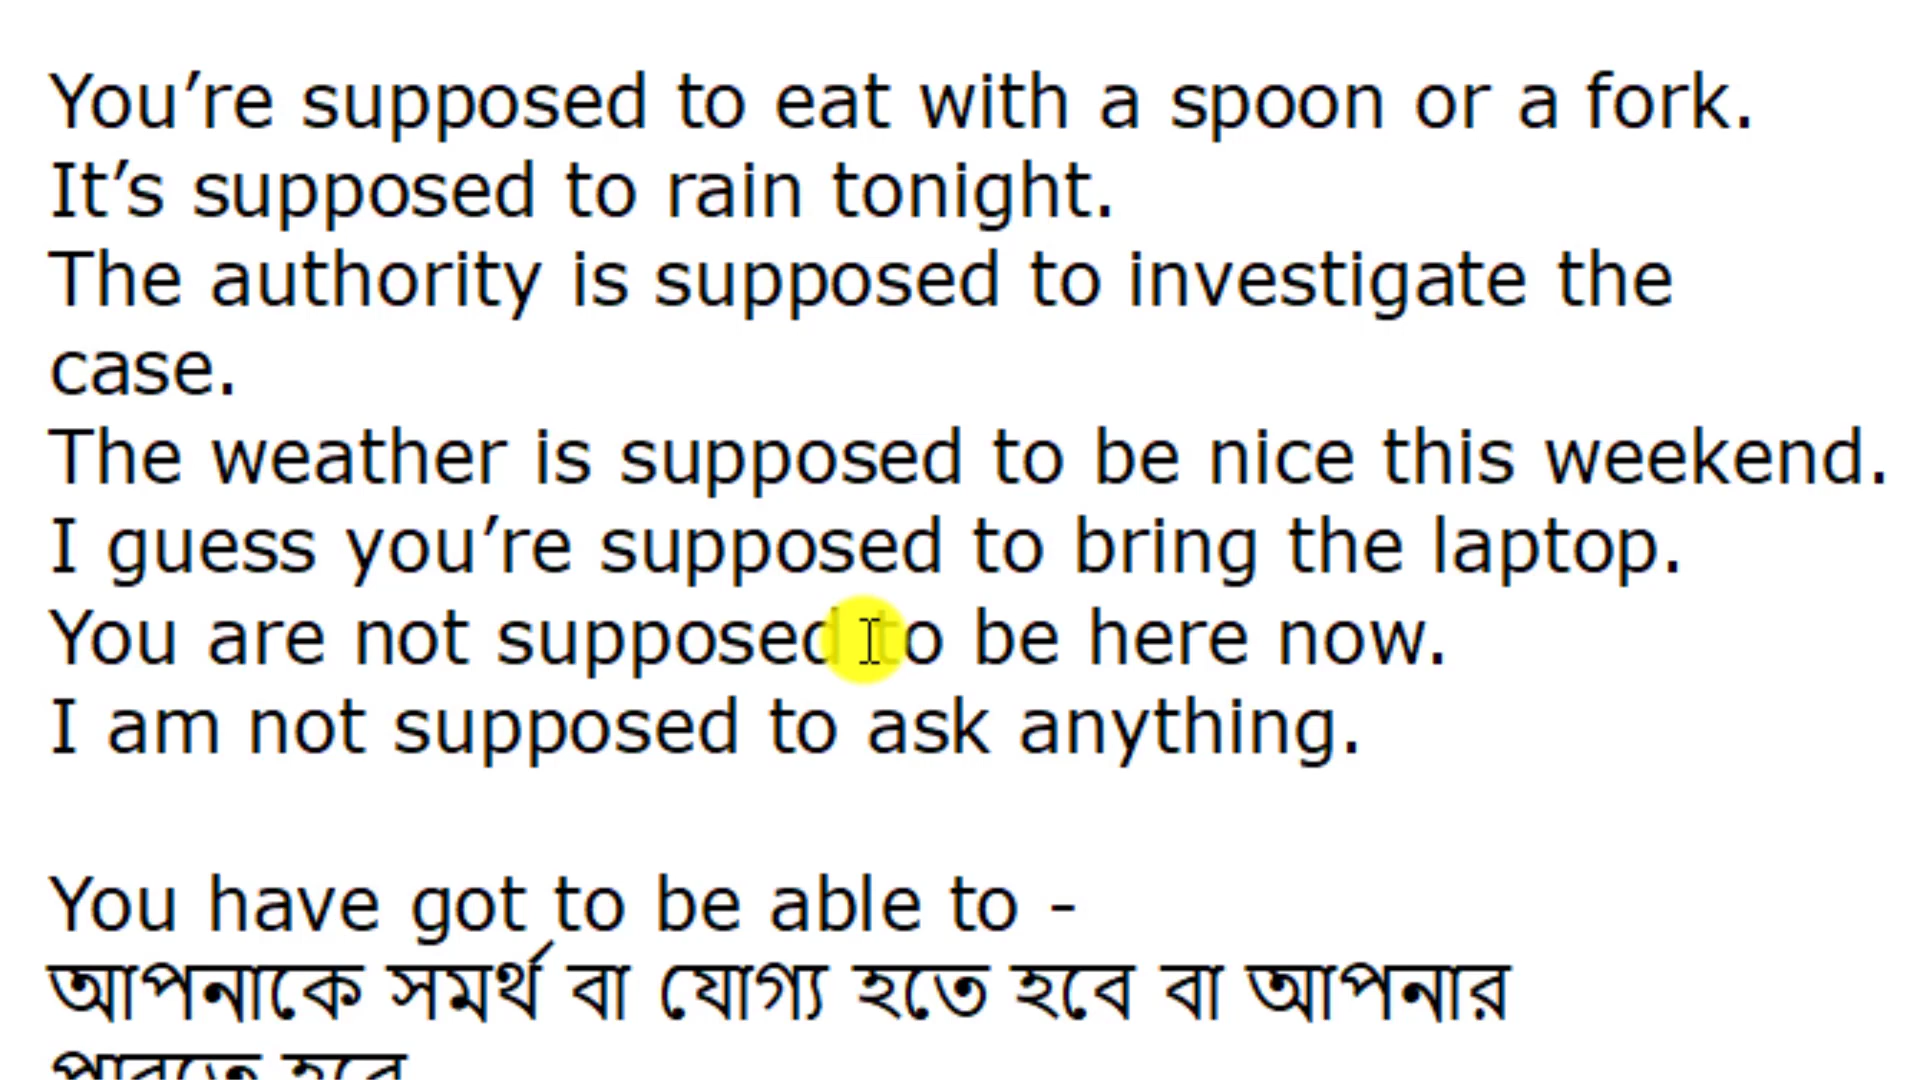 You’re supposed to eat with a spoon or a fork.
It’s supposed to rain tonight.
The authority is supposed to investigate the
case.
The weather is supposed to be nice this weekend.
I guess you’re supposed to bring the laptop.
You are not supposed to be here now.
I am not supposed to ask anything.
You have got to be able to -
আপনাকে সমর্থ বা যোগ্য হতে হবে বা আপনার
পারতে হবে